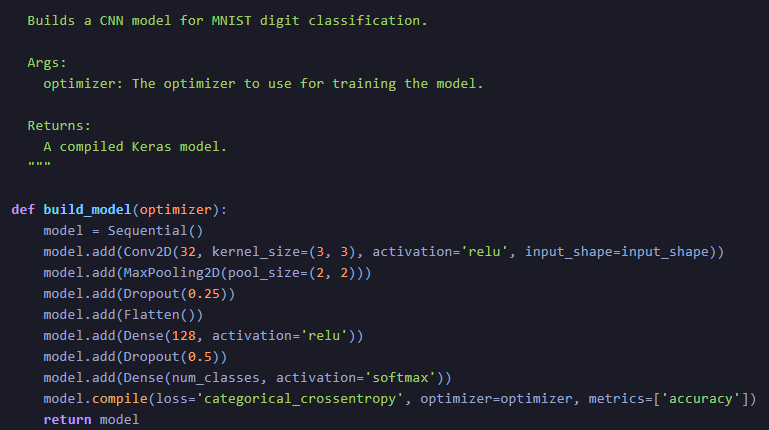 Builds a CNN model for MNIST digit classification.
Args:
optimizer: The optimizer to use for training the model.
Returns:
A compiled Keras model.
"""
def build_model(optimizer):
model = Sequential()
model.add(Conv2D(32, kernel_size=(3, 3), activation='relu', input_shape=input_shape))
model.add(MaxPooling2D(pool_size=(2, 2)))
model.add(Dropout(0.25))
model.add(Flatten())
model.add(Dense(128, activation='relu'))
model.add(Dropout(0.5))
model.add(Dense(num_classes, activation='softmax'))
model.compile(loss='categorical_crossentropy', optimizer=optimizer, metrics=['accuracy'])
return model